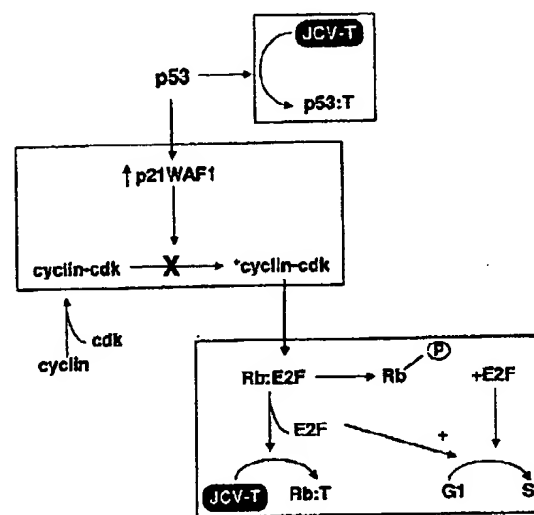 JCV-T
p53
p53:T
↑ p21WAF1
cyclin-cdk X *cyclin-cdk
cdk
cyclin
P
Rb:E2F Rb +E2F
E2F +
JCV-T Rb:T G1 S